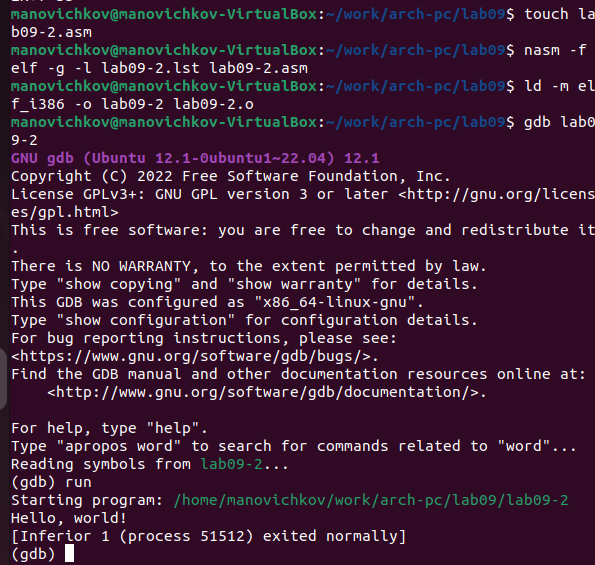 manovichkov@manovichkov-VirtualBox:~/work/arch-pc/lab09$ touch la
b09-2.asm
manovichkov@manovichkov-VirtualBox:~/work/arch-pc/lab09$ nasm -f
elf -g -l lab09-2.lst lab09-2.asm
manovichkov@manovichkov-VirtualBox:~/work/arch-pc/lab09$ ld -m el
f_i386 -o lab09-2 lab09-2.o
manovichkov@manovichkov-VirtualBox:~/work/arch-pc/lab09$ gdb lab0
9-2
GNU gdb (Ubuntu 12.1-0ubuntu1~22.04) 12.1
Copyright (C) 2022 Free Software Foundation, Inc.
License GPLv3+: GNU GPL version 3 or later <http://gnu.org/licens
es/gpl.html>
This is free software: you are free to change and redistribute it
.
There is NO WARRANTY, to the extent permitted by law.
Type "show copying" and "show warranty" for details.
This GDB was configured as "x86_64-linux-gnu".
Type "show configuration" for configuration details.
For bug reporting instructions, please see:
<https://www.gnu.org/software/gdb/bugs/>.
Find the GDB manual and other documentation resources online at:
    <http://www.gnu.org/software/gdb/documentation/>.

For help, type "help".
Type "apropos word" to search for commands related to "word"...
Reading symbols from lab09-2...
(gdb) run
Starting program: /home/manovichkov/work/arch-pc/lab09/lab09-2
Hello, world!
[Inferior 1 (process 51512) exited normally]
(gdb)